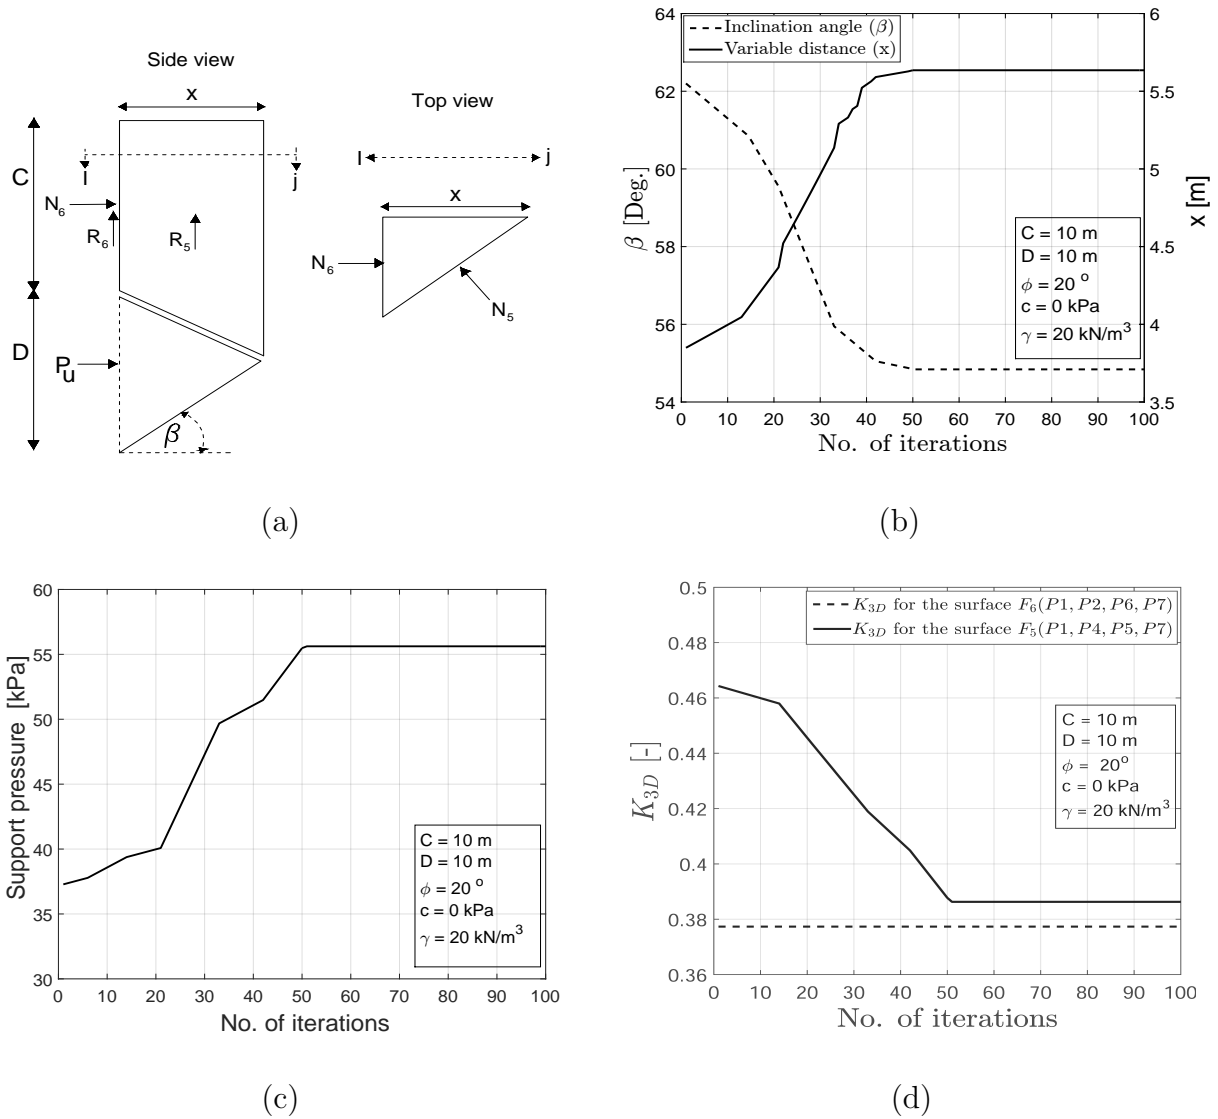 Side view
x
C
I
j
N6
R6
R5
D
Pu
β
Top view
I
j
x
N6
N5
(a)
64
62
60
58
56
54
β [Deg.]
6
5.5
5
4.5
4
3.5
x [m]
Inclination angle (β)
Variable distance (x)
C = 10 m
D = 10 m
ϕ = 20 o
c = 0 kPa
γ = 20 kN/m3
0 10 20 30 40 50 60 70 80 90 100
No. of iterations
(b)
60
55
50
45
40
35
30
Support pressure [kPa]
C = 10 m
D = 10 m
ϕ = 20 o
c = 0 kPa
γ = 20 kN/m3
0 10 20 30 40 50 60 70 80 90 100
No. of iterations
(c)
0.5
0.48
0.46
0.44
0.42
0.4
0.38
0.36
K3D [-]
K3D for the surface F6(P1, P2, P6, P7)
K3D for the surface F5(P1, P4, P5, P7)
C = 10 m
D = 10 m
ϕ = 20o
c = 0 kPa
γ = 20 kN/m3
0 10 20 30 40 50 60 70 80 90 100
No. of iterations
(d)